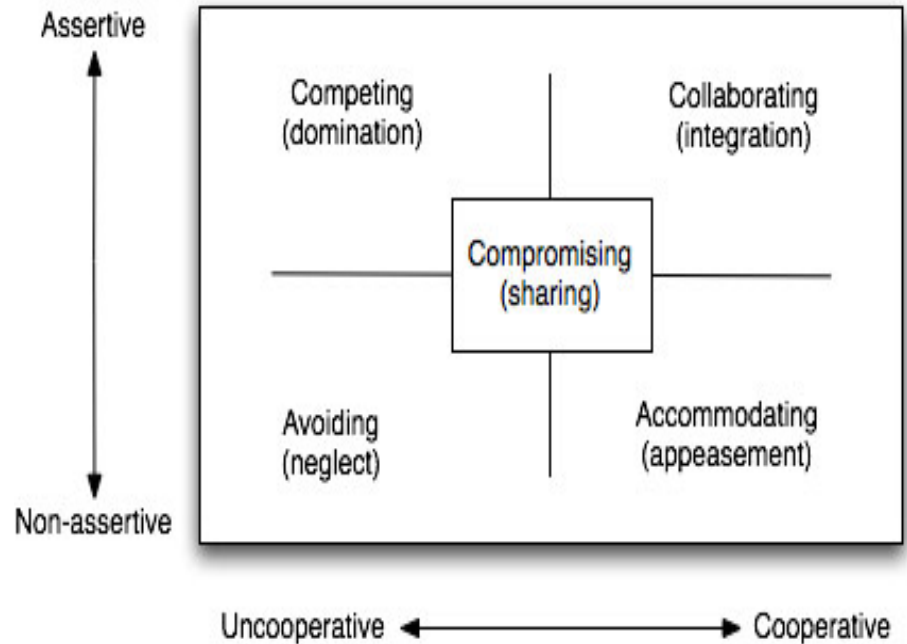 Assertive
Competing
(domination)
Collaborating
(integration)
Compromising
(sharing)
Avoiding
(neglect)
Accommodating
(appeasement)
Non-assertive
Uncooperative
Cooperative